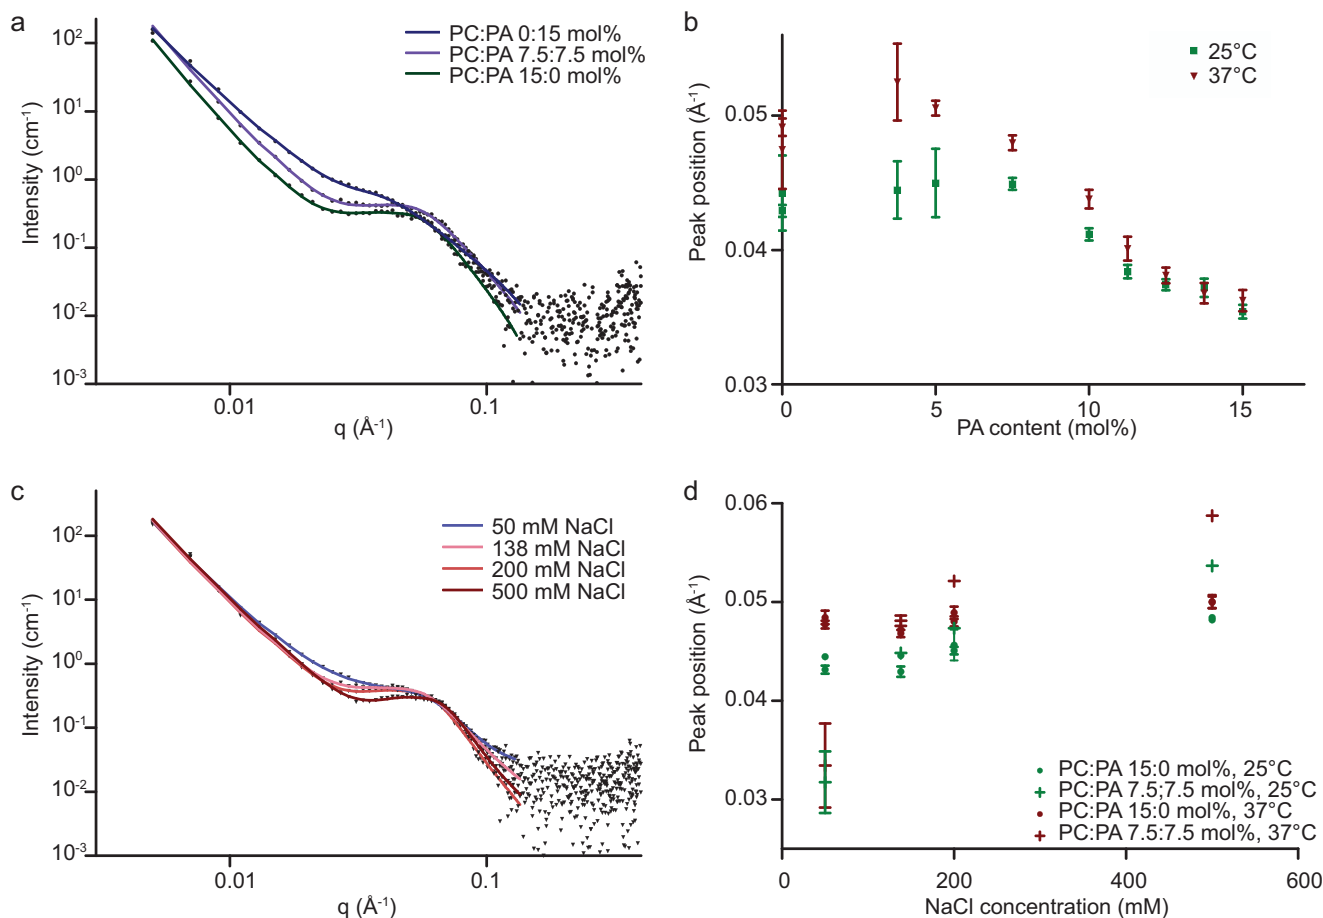 a
10²
10¹
10⁰
10⁻¹
10⁻²
10⁻³
Intensity (cm⁻¹)
0.01
0.1
q (Å⁻¹)
PC:PA 0:15 mol%
PC:PA 7.5:7.5 mol%
PC:PA 15:0 mol%
b
0.05
0.04
0.03
Peak position (Å⁻¹)
0
5
10
15
PA content (mol%)
25°C
37°C
c
10²
10¹
10⁰
10⁻¹
10⁻²
10⁻³
Intensity (cm⁻¹)
0.01
0.1
q (Å⁻¹)
50 mM NaCl
138 mM NaCl
200 mM NaCl
500 mM NaCl
d
0.06
0.05
0.04
0.03
Peak position (Å⁻¹)
0
200
400
600
NaCl concentration (mM)
PC:PA 15:0 mol%, 25°C
PC:PA 7.5;7.5 mol%, 25°C
PC:PA 15:0 mol%, 37°C
PC:PA 7.5:7.5 mol%, 37°C